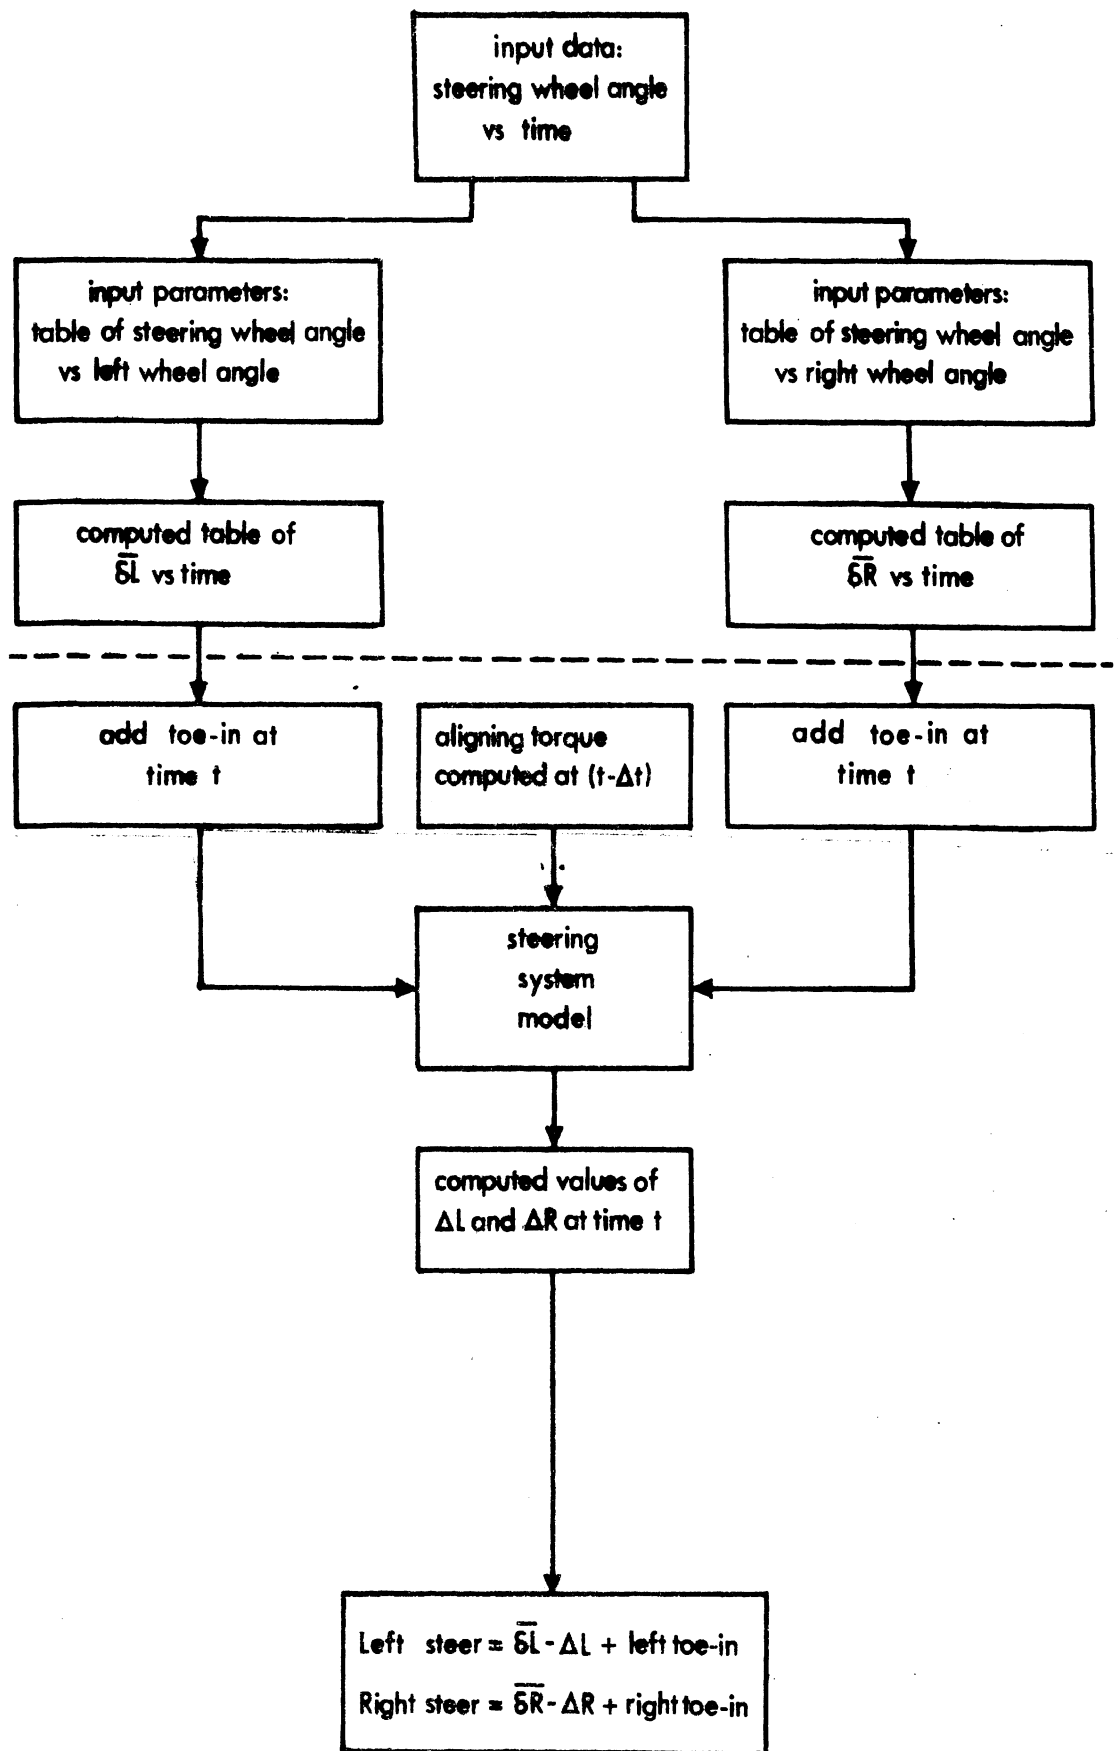 input data:
steering wheel angle
vs time
input parameters:
table of steering wheel angle
vs left wheel angle
input parameters:
table of steering wheel angle
vs right wheel angle
computed table of
δL̅ vs time
computed table of
δR̅ vs time
add toe-in at
time t
aligning torque
computed at (t-Δt)
add toe-in at
time t
steering
system
model
computed values of
ΔL and ΔR at time t
Left steer = δL̅ - ΔL + left toe-in
Right steer = δR̅ - ΔR + right toe-in